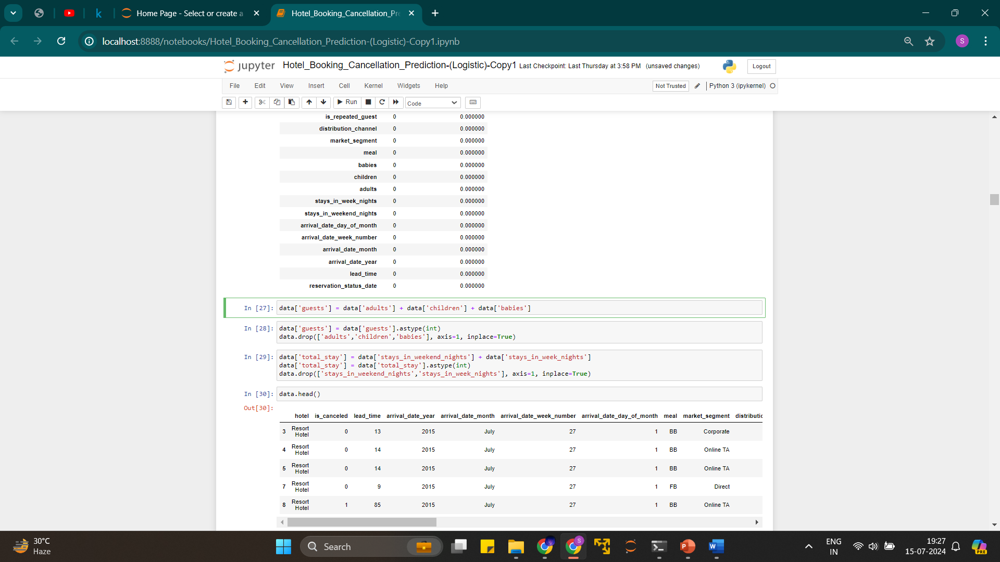 Home Page - Select or create a
Hotel_Booking_Cancellation_Pre
localhost:8888/notebooks/Hotel_Booking_Cancellation_Prediction-(Logistic)-Copy1.ipynb
S
jupyter Hotel_Booking_Cancellation_Prediction-(Logistic)-Copy1 Last Checkpoint: Last Thursday at 3:58 PM (unsaved changes) Logout
File Edit View Insert Cell Kernel Widgets Help Not Trusted Python 3 (ipykernel)
Run Code
is_repeated_guest 0 0.000000
distribution_channel 0 0.000000
market_segment 0 0.000000
meal 0 0.000000
babies 0 0.000000
children 0 0.000000
adults 0 0.000000
stays_in_week_nights 0 0.000000
stays_in_weekend_nights 0 0.000000
arrival_date_day_of_month 0 0.000000
arrival_date_week_number 0 0.000000
arrival_date_month 0 0.000000
arrival_date_year 0 0.000000
lead_time 0 0.000000
reservation_status_date 0 0.000000
In [27]: data['guests'] = data['adults'] + data['children'] + data['babies']
In [28]: data['guests'] = data['guests'].astype(int)
data.drop(['adults','children','babies'], axis=1, inplace=True)
In [29]: data['total_stay'] = data['stays_in_weekend_nights'] + data['stays_in_week_nights']
data['total_stay'] = data['total_stay'].astype(int)
data.drop(['stays_in_weekend_nights','stays_in_week_nights'], axis=1, inplace=True)
In [30]: data.head()
Out[30]:
hotel is_canceled lead_time arrival_date_year arrival_date_month arrival_date_week_number arrival_date_day_of_month meal market_segment distributic
3 Resort Hotel 0 13 2015 July 27 1 BB Corporate
4 Resort Hotel 0 14 2015 July 27 1 BB Online TA
5 Resort Hotel 0 14 2015 July 27 1 BB Online TA
7 Resort Hotel 0 9 2015 July 27 1 FB Direct
8 Resort Hotel 1 85 2015 July 27 1 BB Online TA
30°C
Haze
Search
ENG
IN
19:27
15-07-2024
PRE